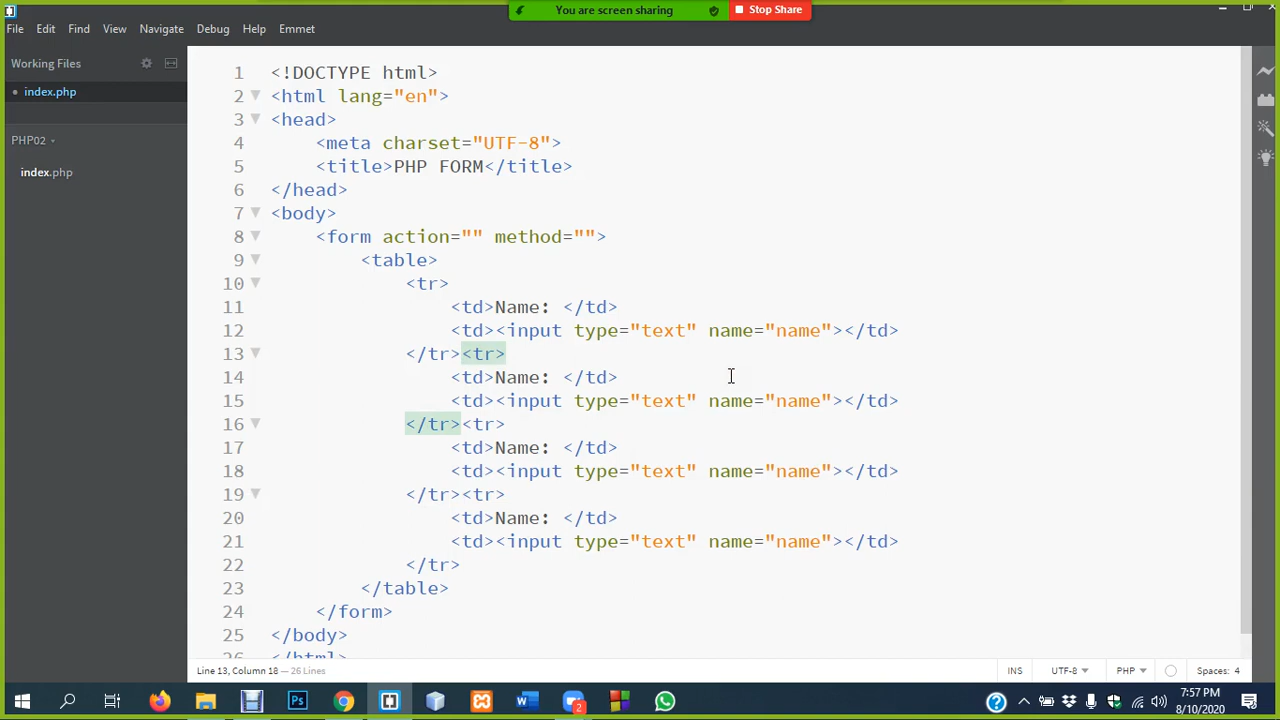 You are screen sharing Stop Share
File Edit View Navigate Debug Help Emmet
Working Files
index.php
PHP02
index.php
1 <!DOCTYPE html>
2 <html lang="en">
3 <head>
4 <meta charset="UTF-8">
5 <title>PHP FORM</title>
6 </head>
7 <body>
8 <form action="" method="">
9 <table>
10 <tr>
11 <td>Name: </td>
12 <td><input type="text" name="name"></td>
13 </tr><tr>
14 <td>Name: </td>
15 <td><input type="text" name="name"></td>
16 </tr><tr>
17 <td>Name: </td>
18 <td><input type="text" name="name"></td>
19 </tr><tr>
20 <td>Name: </td>
21 <td><input type="text" name="name"></td>
22 </tr>
23 </table>
24 </form>
25 </body>
26 </html>
Line 13, Column 18 — 26 Lines INS UTF-8 PHP Spaces: 4
Ps W 2 7:57 PM
8/10/2020